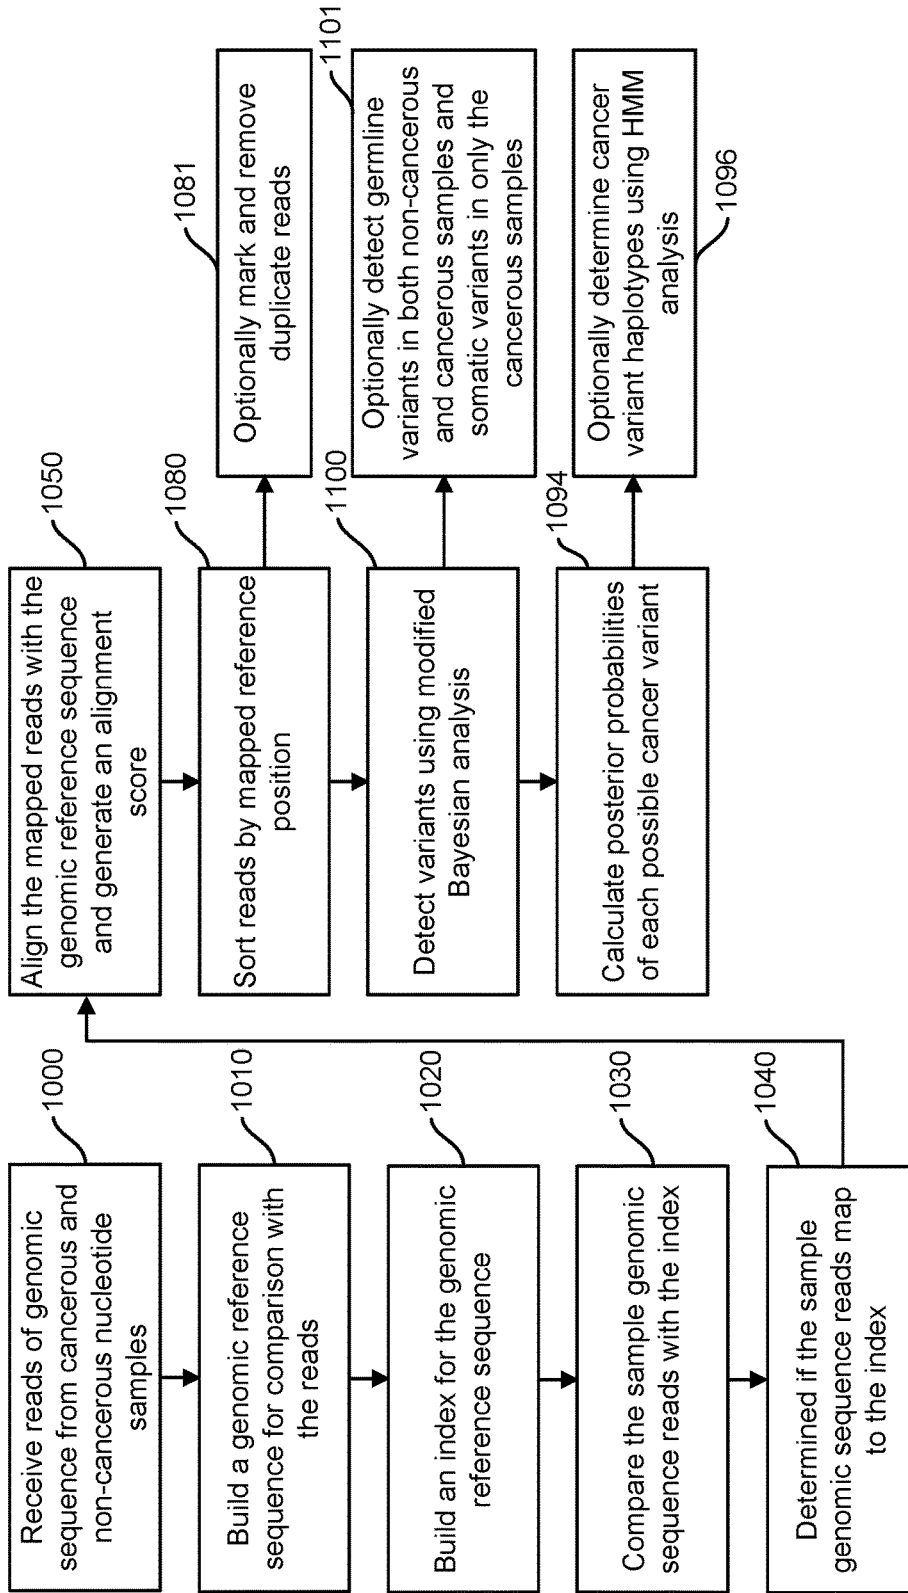 Receive reads of genomic
sequence from cancerous and
non-cancerous nucleotide
samples
1000
Build a genomic reference
sequence for comparison with
the reads
1010
Build an index for the genomic
reference sequence
1020
Compare the sample genomic
sequence reads with the index
1030
Determined if the sample
genomic sequence reads map
to the index
1040
Align the mapped reads with the
genomic reference sequence
and generate an alignment
score
1050
Sort reads by mapped reference
position
1080
Optionally mark and remove
duplicate reads
1081
Detect variants using modified
Bayesian analysis
1100
Optionally detect germline
variants in both non-cancerous
and cancerous samples and
somatic variants in only the
cancerous samples
1101
Calculate posterior probabilities
of each possible cancer variant
1094
Optionally determine cancer
variant haplotypes using HMM
analysis
1096